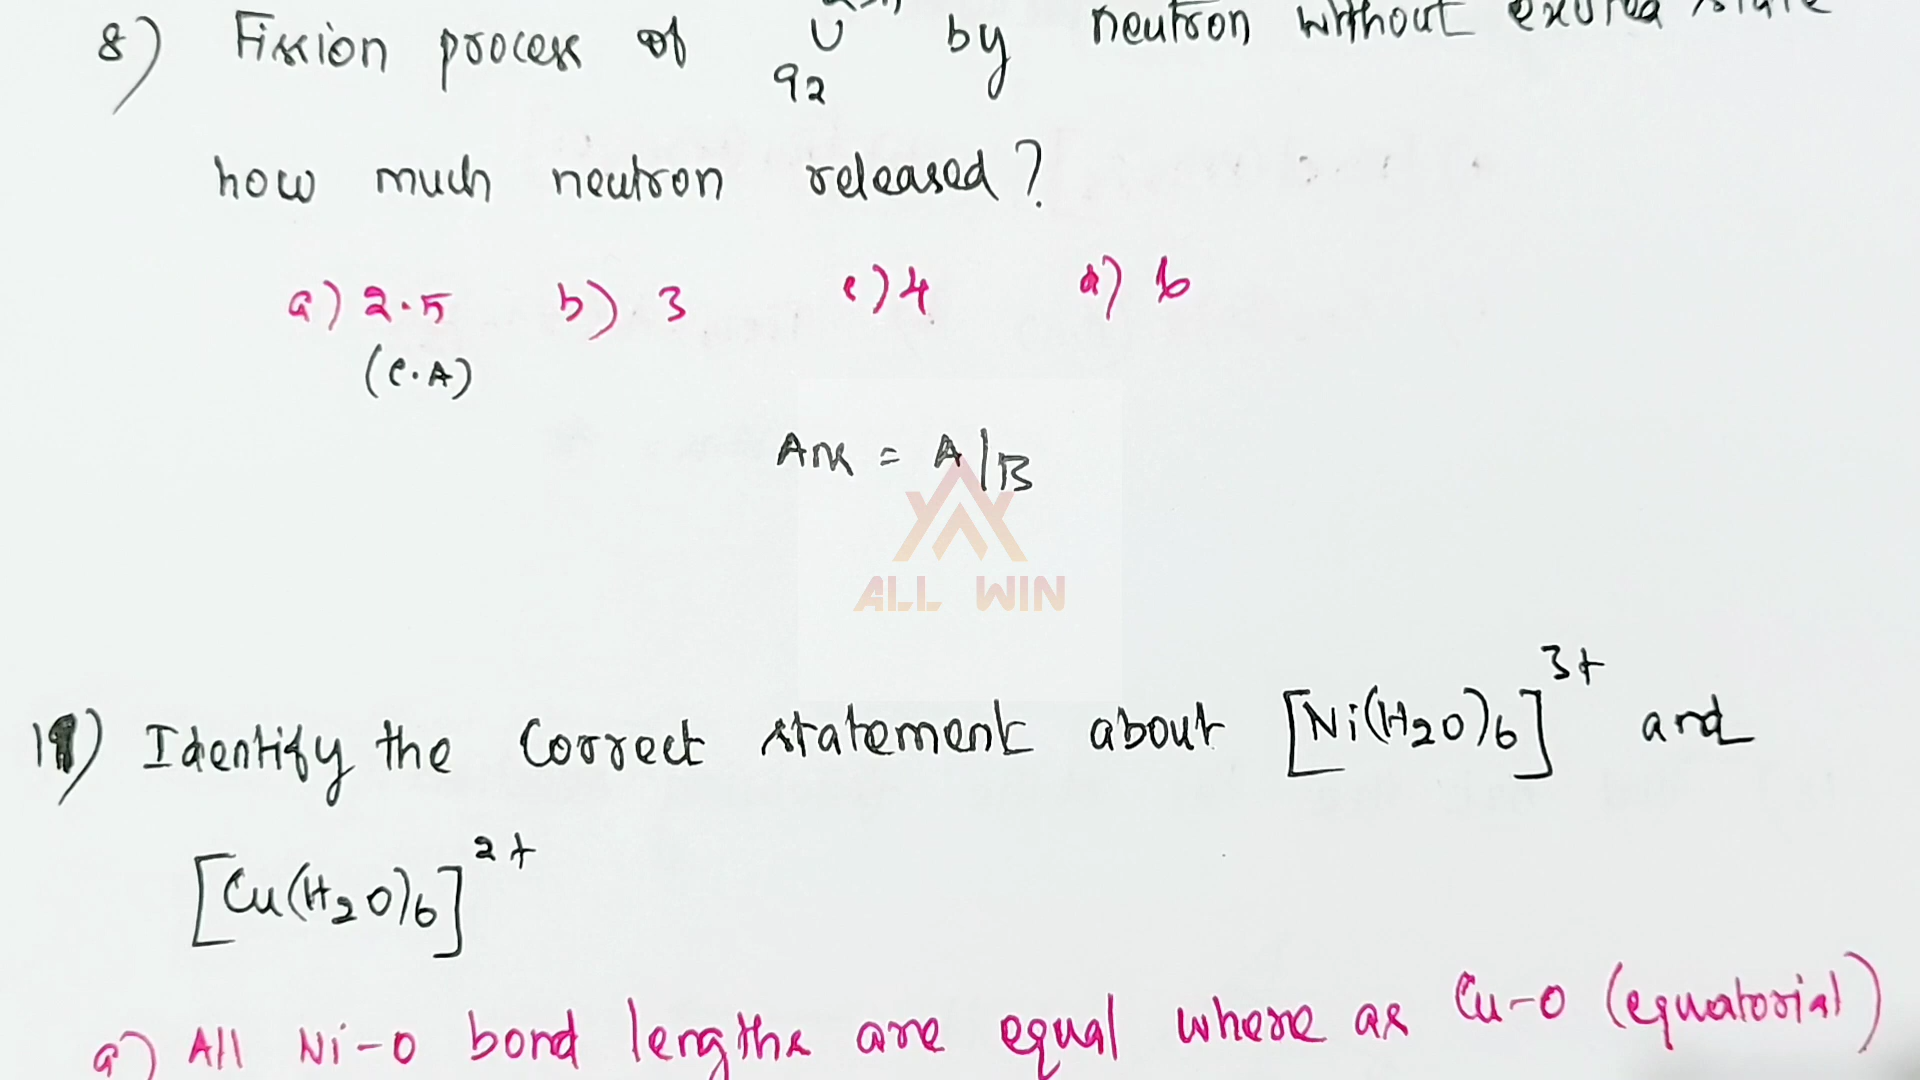 8) Fission process of 92 U by neutron without
how much neutron released?
a) 2.5 b) 3 c) 4 d) 6
(C.A)
Ans = A/B
ALL WIN
19) Identify the correct statement about [Ni(H2O)6]3+ and
[Cu(H2O)6]2+
a) All Ni-O bond lengths are equal where as Cu-O (equatorial)